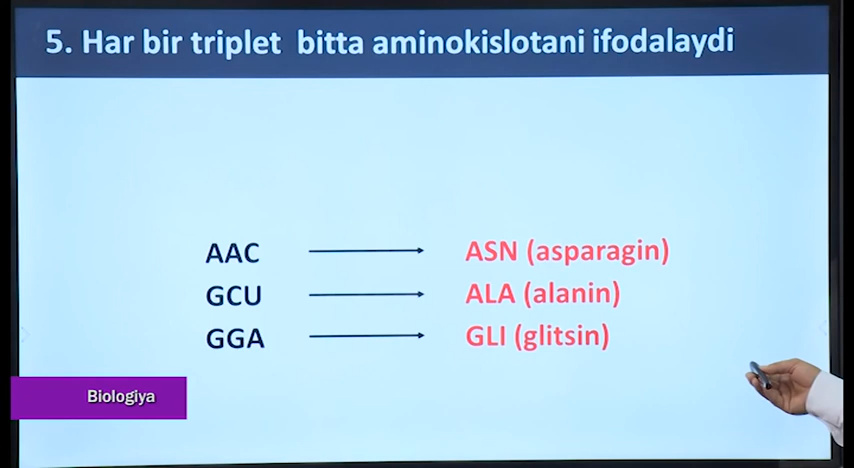 5. Har bir triplet bitta aminokislotani ifodalaydi
AAC ASN (asparagin)
GCU ALA (alanin)
GGA GLI (glitsin)
Biologiya